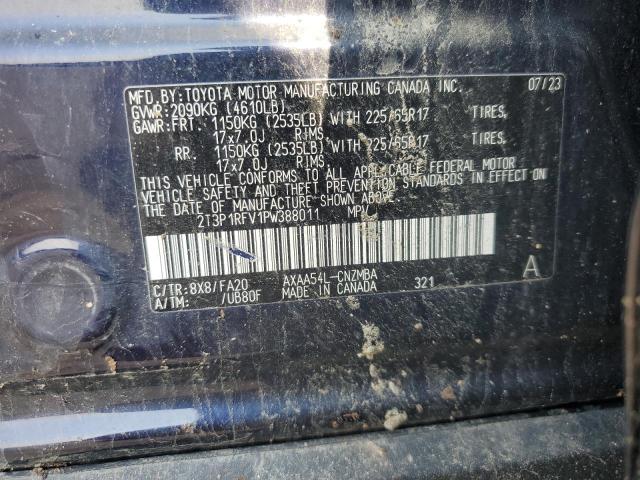 MFD. BY: TOYOTA MOTOR MANUFACTURING CANADA INC. 07/23
GVWR: 2090KG (4610LB)
GAWR: FRT. 1150KG (2535LB) WITH 225/65R17 TIRES,
17x7.0J RIMS
RR. 1150KG (2535LB) WITH 225/65R17 TIRES,
17x7.0J RIMS
THIS VEHICLE CONFORMS TO ALL APPLICABLE FEDERAL MOTOR
VEHICLE SAFETY AND THEFT PREVENTION STANDARDS IN EFFECT ON
THE DATE OF MANUFACTURE SHOWN ABOVE.
2T3P1RFV1PW388011 MPV
C/TR: 8X8/FA20 AXAA54L-CNZMBA 321 A
A/TM: /UB80F MADE IN CANADA